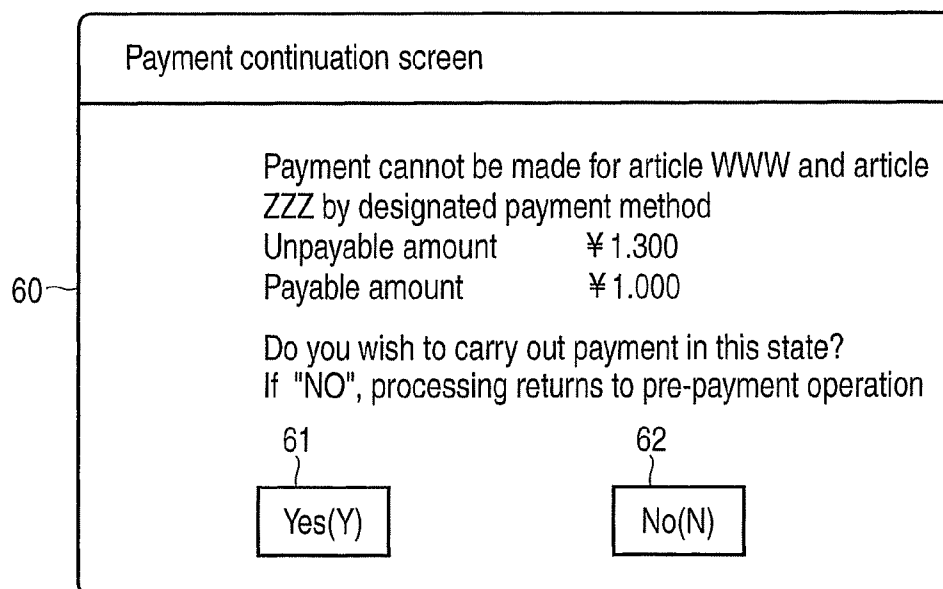 Payment continuation screen
Payment cannot be made for article WWW and article
ZZZ by designated payment method
Unpayable amount ¥1.300
Payable amount ¥1.000
60
Do you wish to carry out payment in this state?
If "NO", processing returns to pre-payment operation
61 62
Yes(Y) No(N)